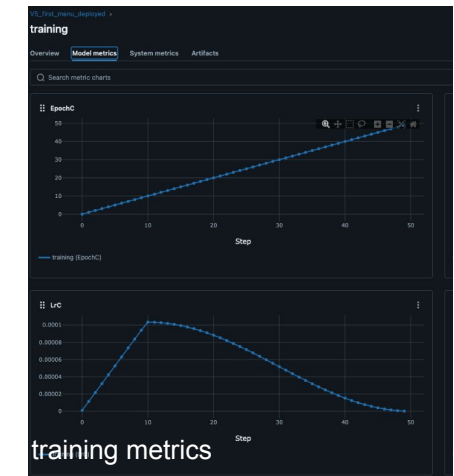 V5_first_menu_deployed ›
training
Overview Model metrics System metrics Artifacts
Search metric charts
EpochC
50
40
30
20
10
0
0 10 20 30 40 50
Step
training (EpochC)
LrC
0.0001
0.00008
0.00006
0.00004
0.00002
0
0 10 20 30 40 50
Step
training metrics